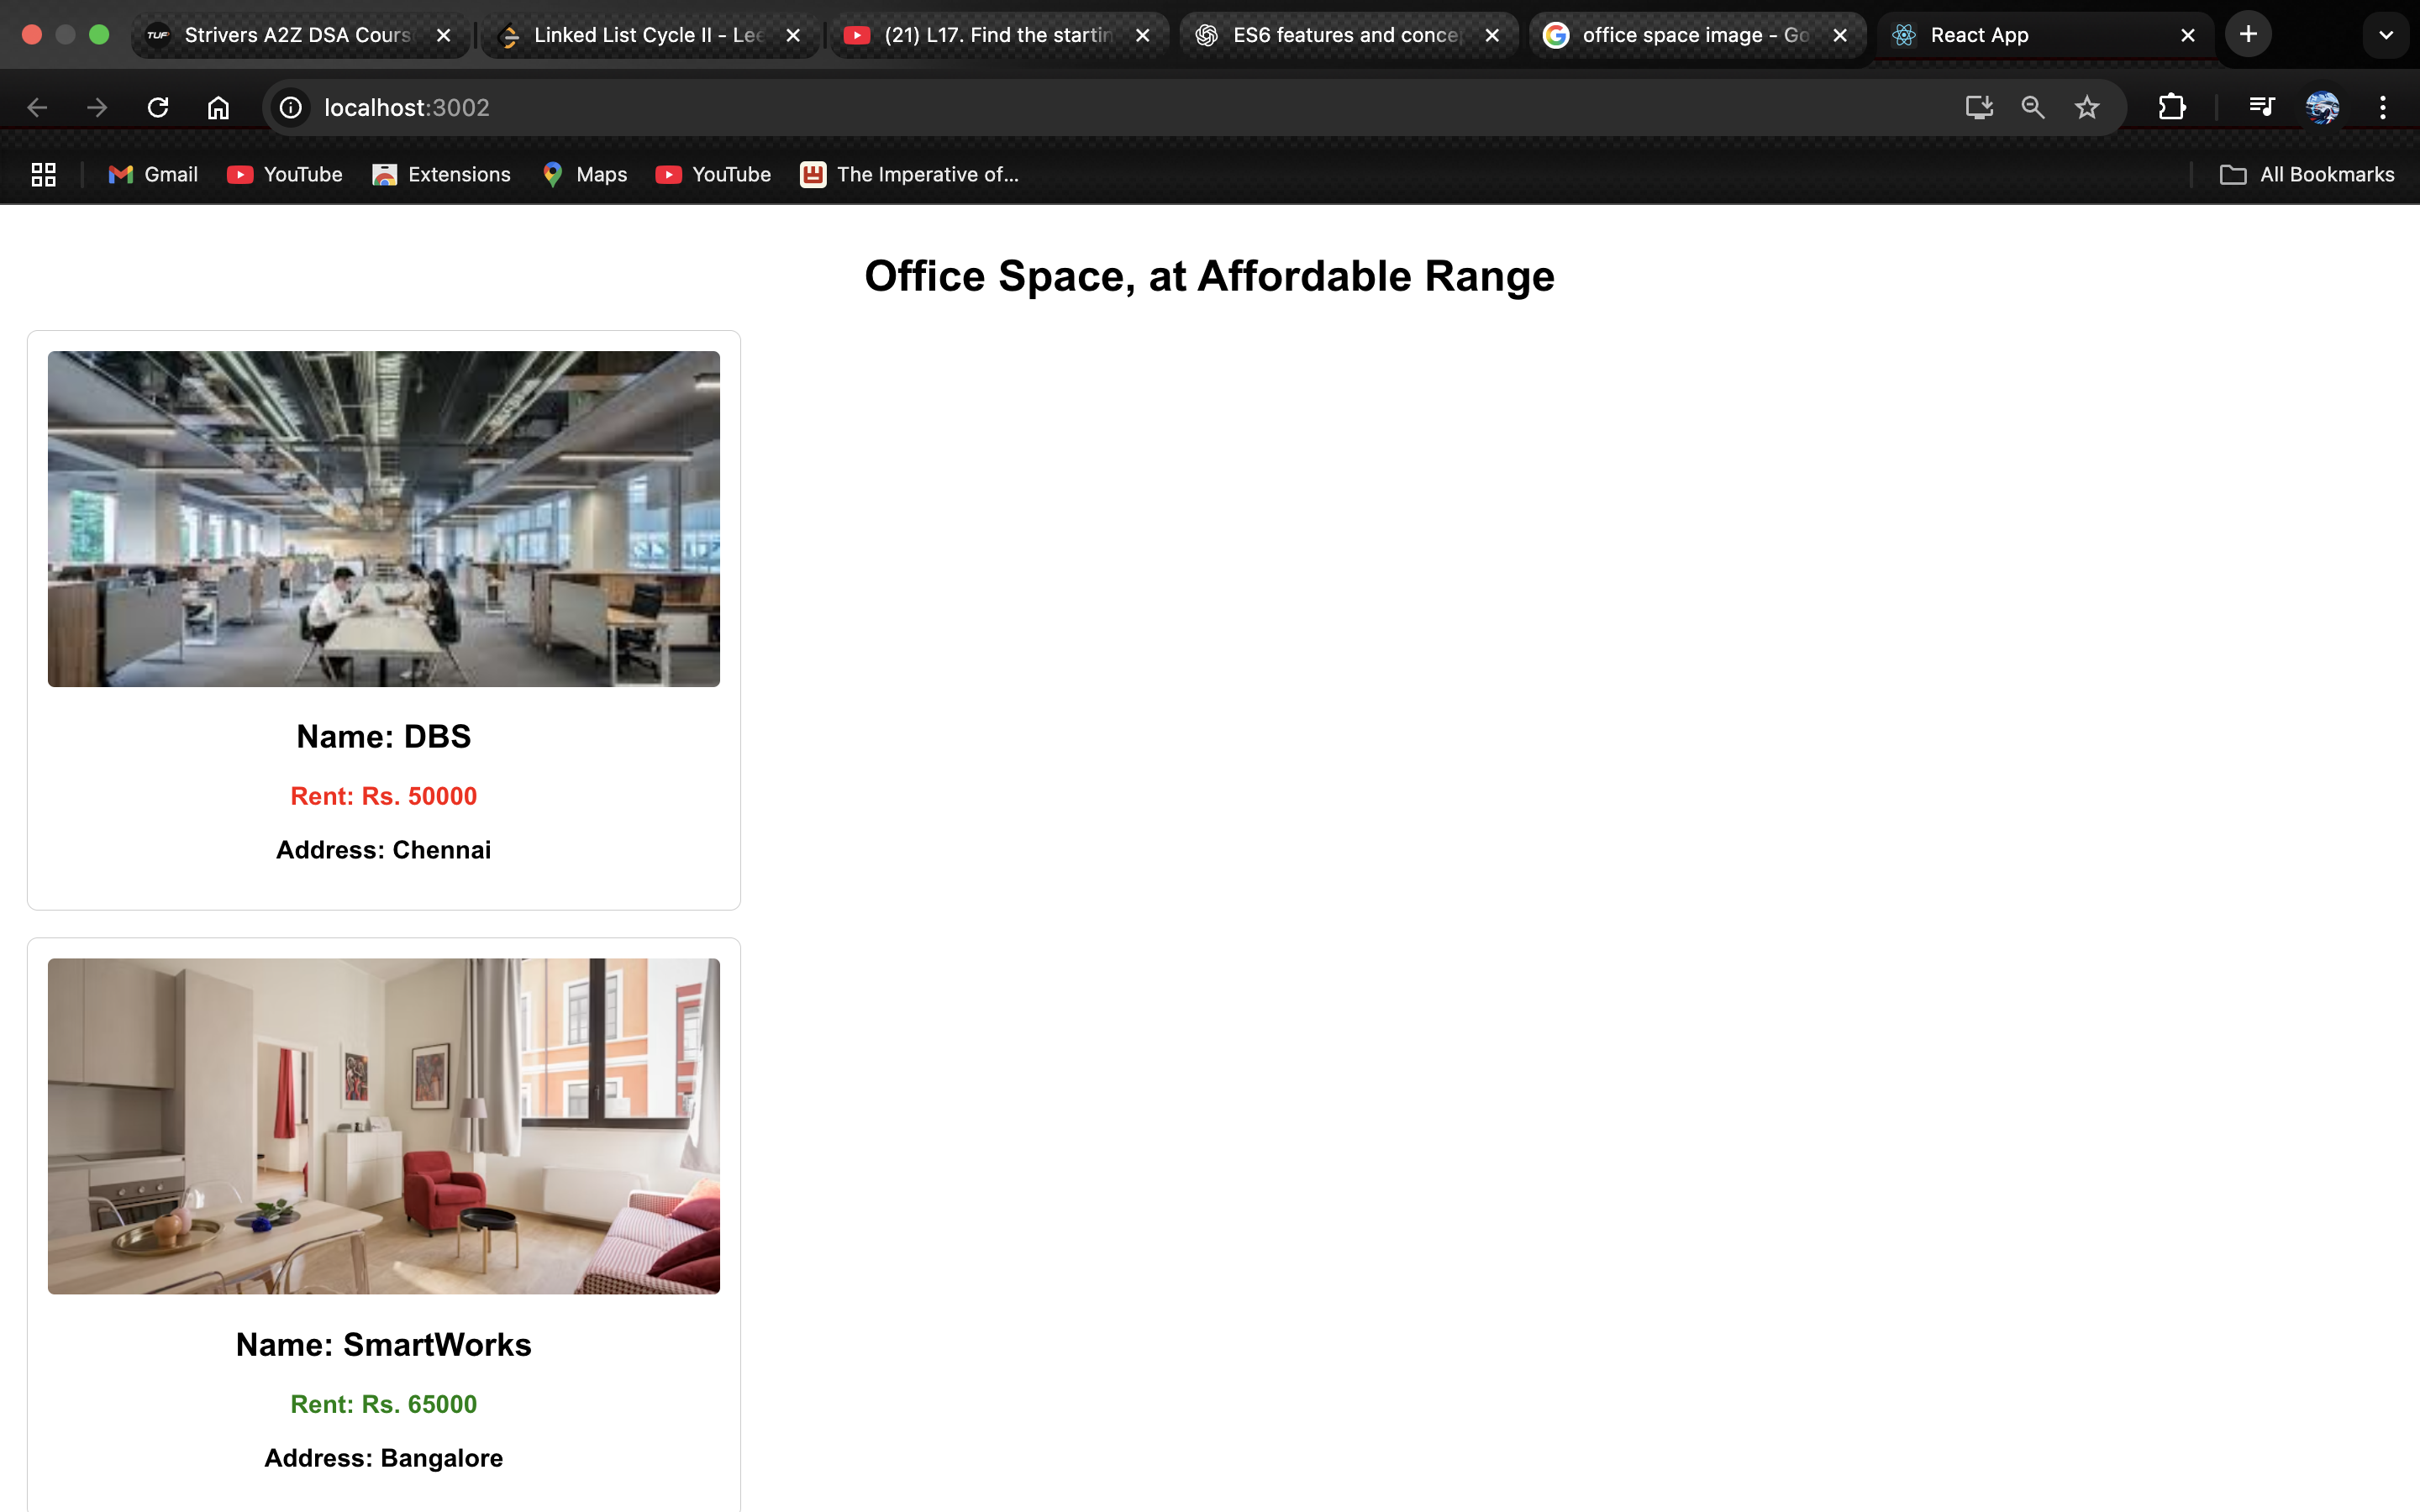 TUF Strivers A2Z DSA Cours
Linked List Cycle II - Lee
(21) L17. Find the startin
ES6 features and conce
office space image - Go
React App
localhost:3002
Gmail
YouTube
Extensions
Maps
YouTube
The Imperative of...
All Bookmarks
Office Space, at Affordable Range
Name: DBS
Rent: Rs. 50000
Address: Chennai
Name: SmartWorks
Rent: Rs. 65000
Address: Bangalore